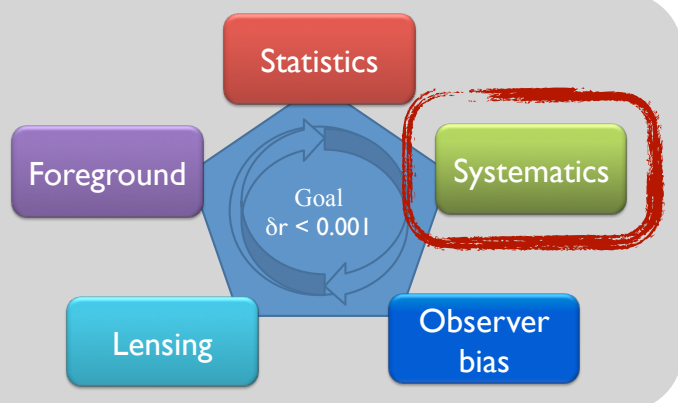 Statistics
Foreground
Systematics
Goal
δr < 0.001
Lensing
Observer
bias